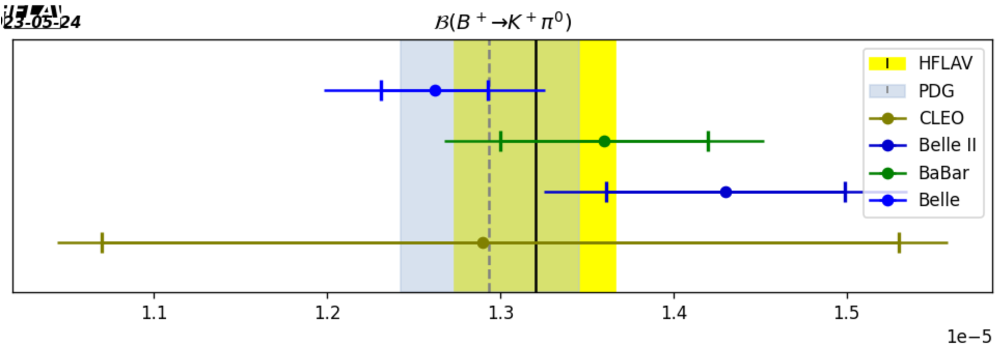 HFLAV
23-05-24
ℬ(B⁺→K⁺π⁰)
HFLAV
PDG
CLEO
Belle II
BaBar
Belle
1.1 1.2 1.3 1.4 1.5
1e−5